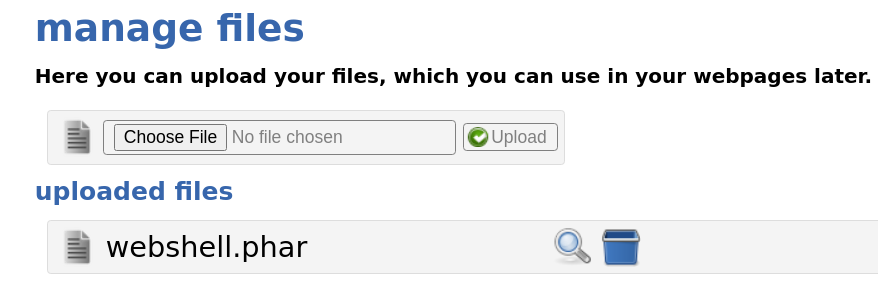 manage files
Here you can upload your files, which you can use in your webpages later.
Choose File No file chosen Upload
uploaded files
webshell.phar